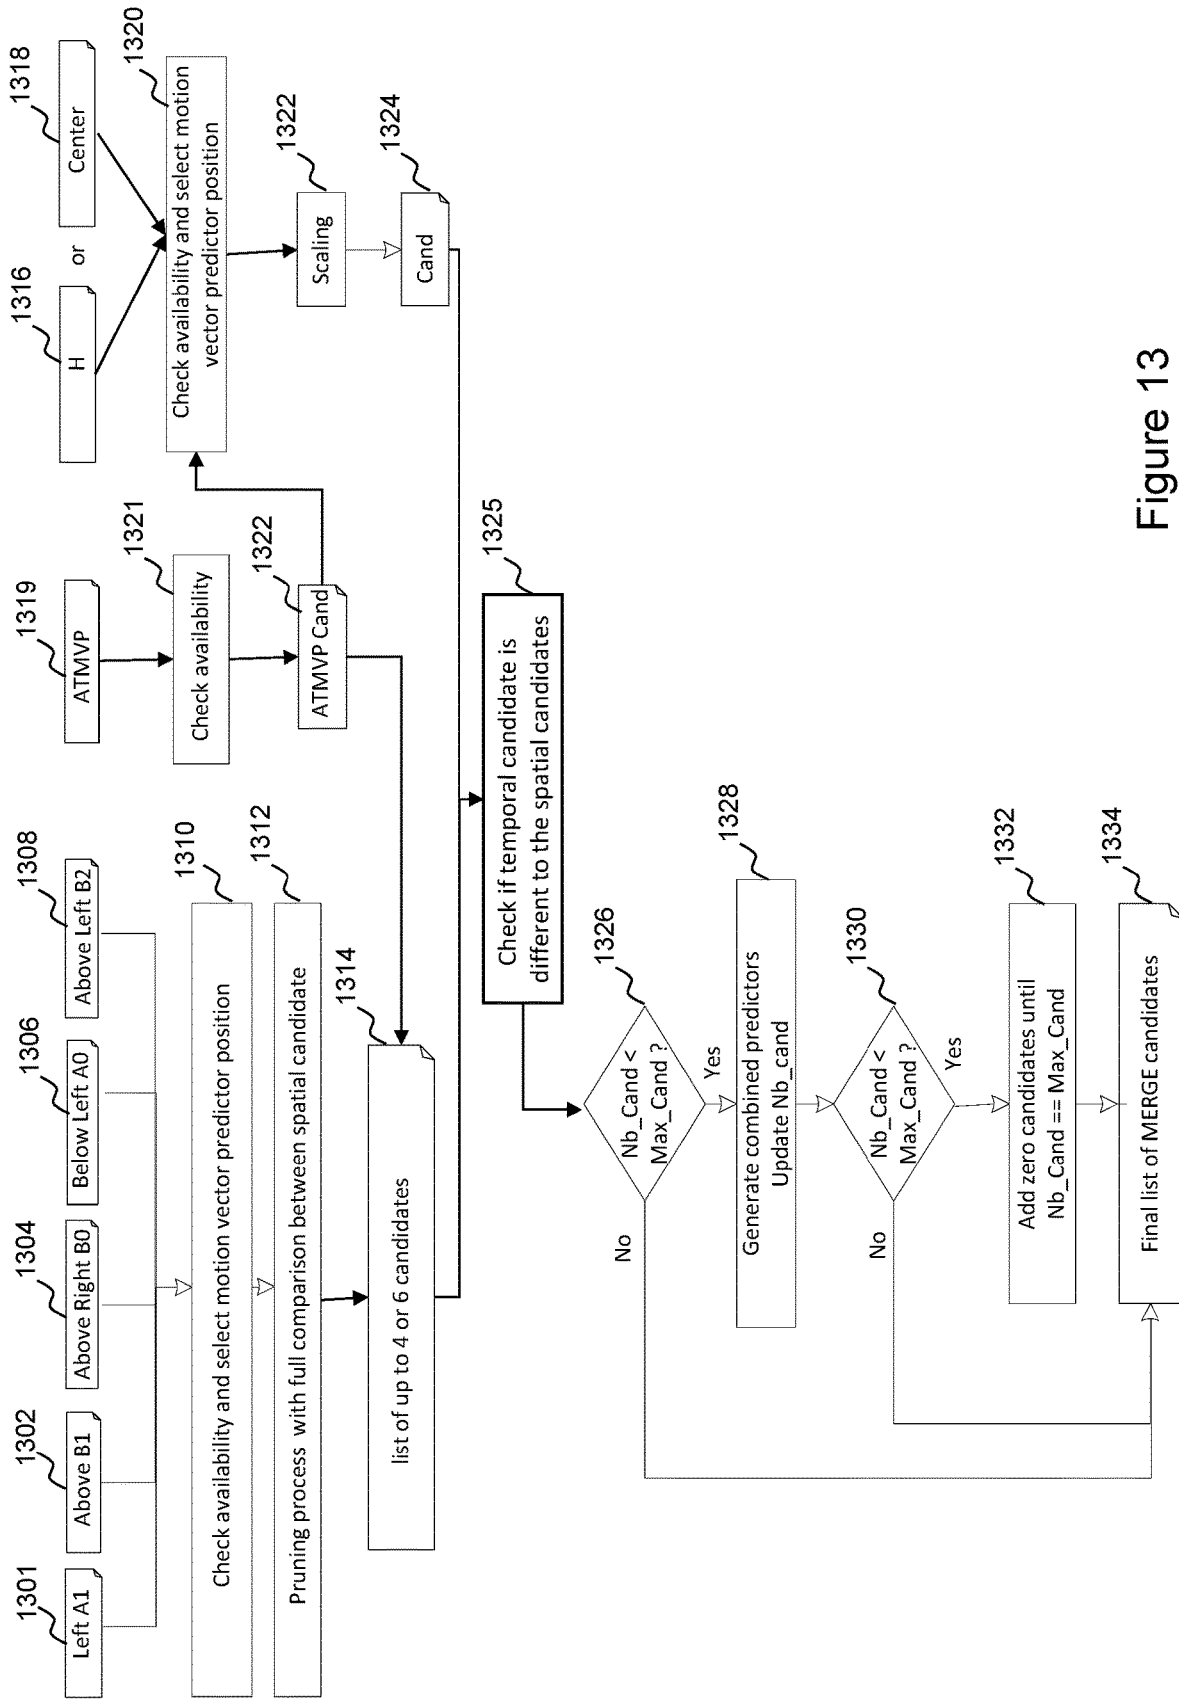 1301
Left A1
1302
Above B1
1304
Above Right B0
1306
Below Left A0
1308
Above Left B2
1319
ATMVP
1316
H
or
1318
Center
1310
Check availability and select motion vector predictor position
1312
Pruning process with full comparison between spatial candidate
1314
list of up to 4 or 6 candidates
1321
Check availability
1322
ATMVP Cand
1320
Check availability and select motion
vector predictor position
1322
Scaling
1324
Cand
1325
Check if temporal candidate is
different to the spatial candidates
1326
Nb_Cand <
Max_Cand ?
No
Yes
1328
Generate combined predictors
Update Nb_cand
1330
Nb_Cand <
Max_Cand ?
No
Yes
1332
Add zero candidates until
Nb_Cand == Max_Cand
1334
Final list of MERGE candidates
Figure 13